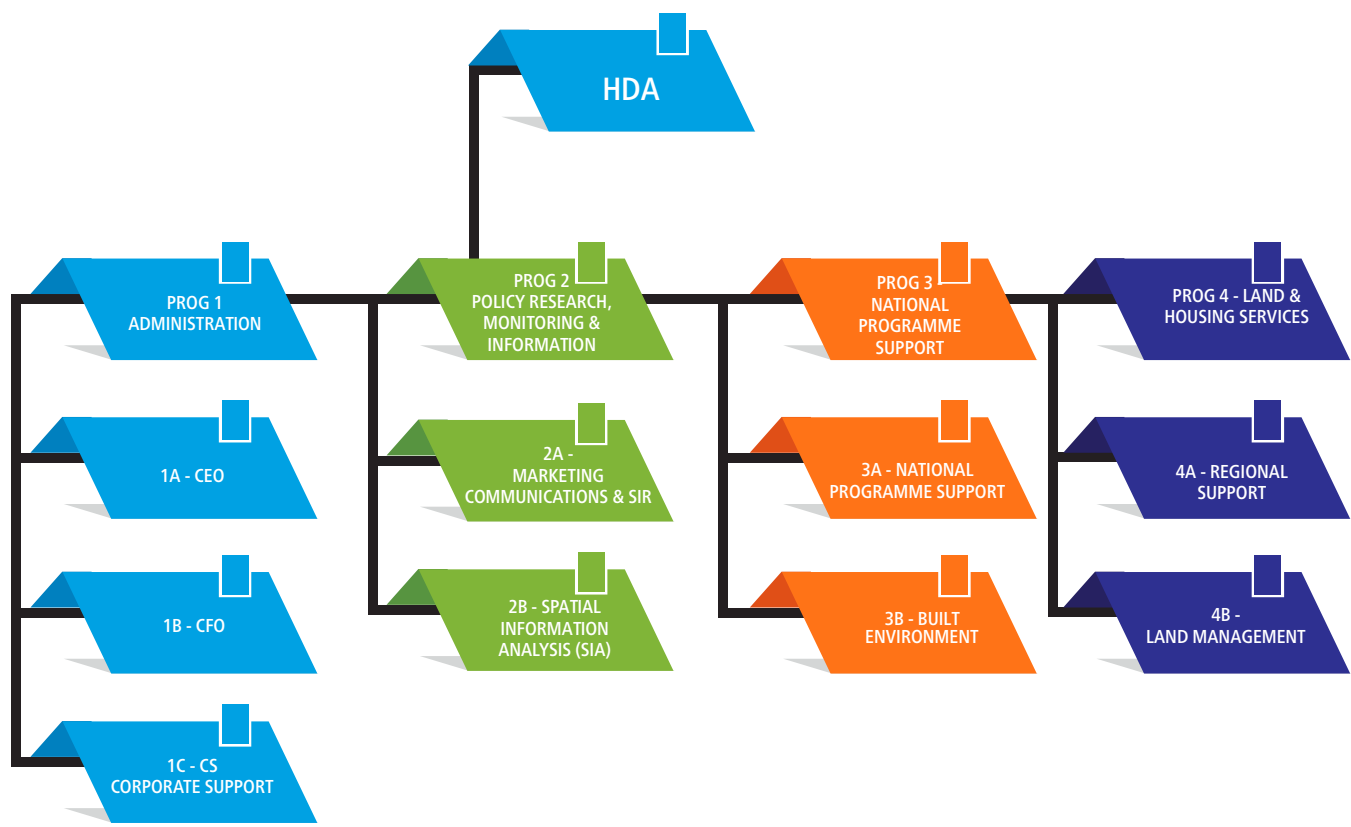 HDA
PROG 1
ADMINISTRATION
PROG 2
POLICY RESEARCH,
MONITORING &
INFORMATION
PROG 3 -
NATIONAL
PROGRAMME
SUPPORT
PROG 4 - LAND &
HOUSING SERVICES
1A - CEO
2A -
MARKETING
COMMUNICATIONS & SIR
3A - NATIONAL
PROGRAMME SUPPORT
4A - REGIONAL
SUPPORT
1B - CFO
2B - SPATIAL
INFORMATION
ANALYSIS (SIA)
3B - BUILT
ENVIRONMENT
4B -
LAND MANAGEMENT
1C - CS
CORPORATE SUPPORT